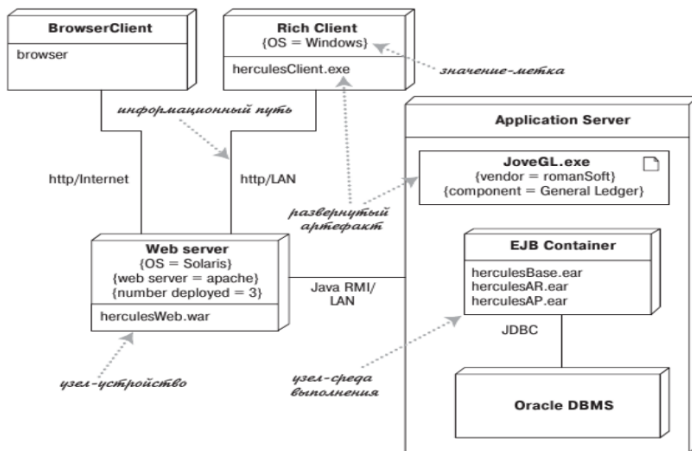 BrowserClient
browser
Rich Client
{OS = Windows}
herculesClient.exe
значение-метка
информационный путь
Application Server
JoveGL.exe
{vendor = romanSoft}
{component = General Ledger}
http/Internet
http/LAN
развернутый
артефакт
Web server
{OS = Solaris}
{web server = apache}
{number deployed = 3}
herculesWeb.war
Java RMI/
LAN
EJB Container
herculesBase.ear
herculesAR.ear
herculesAP.ear
JDBC
узел-устройство
узел-среда
выполнения
Oracle DBMS